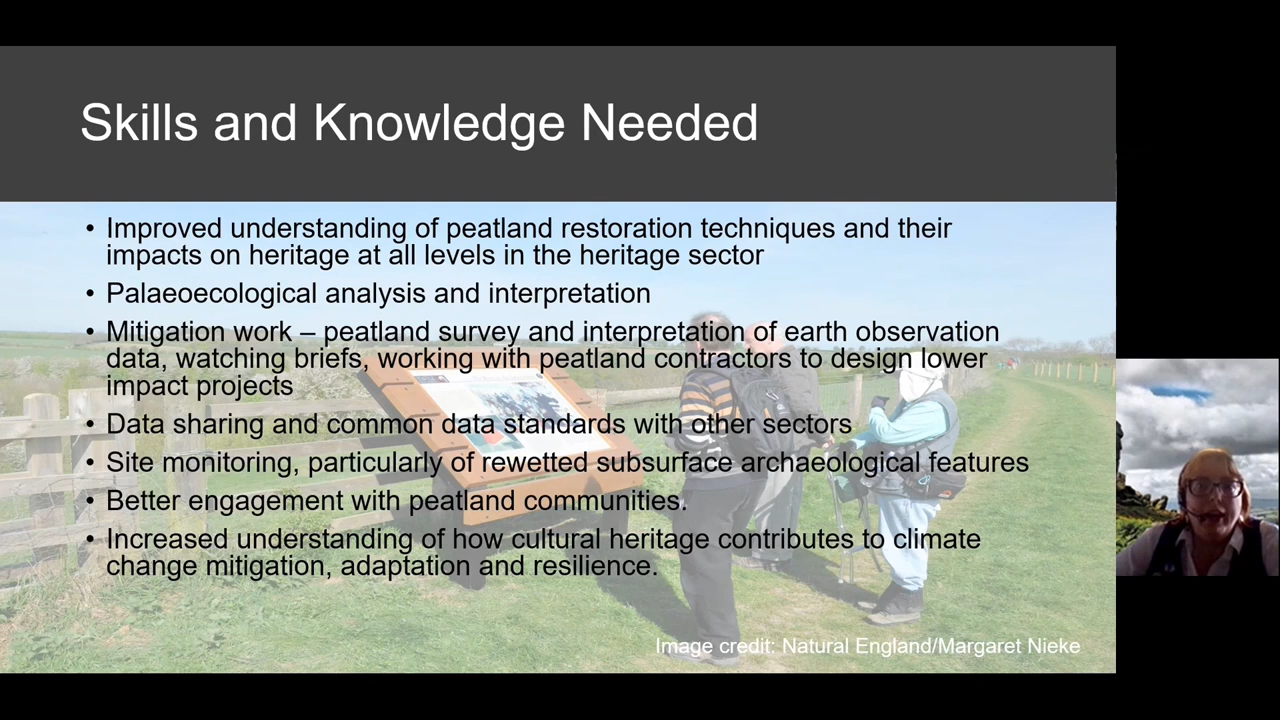 Skills and Knowledge Needed
• Improved understanding of peatland restoration techniques and their
impacts on heritage at all levels in the heritage sector
• Palaeoecological analysis and interpretation
• Mitigation work – peatland survey and interpretation of earth observation
data, watching briefs, working with peatland contractors to design lower
impact projects
• Data sharing and common data standards with other sectors
• Site monitoring, particularly of rewetted subsurface archaeological features
• Better engagement with peatland communities.
• Increased understanding of how cultural heritage contributes to climate
change mitigation, adaptation and resilience.
Image credit: Natural England/Margaret Nieke